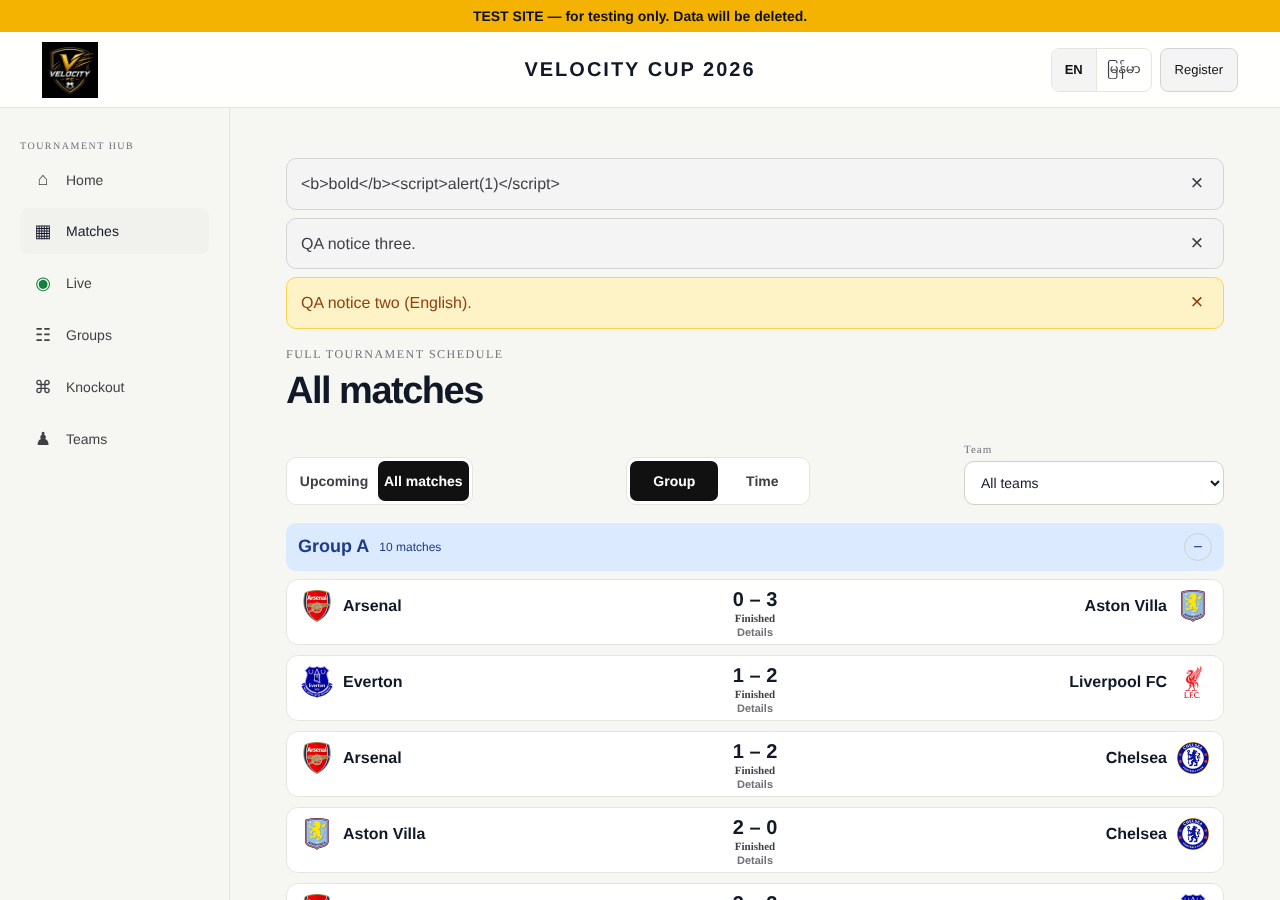 TEST SITE — for testing only. Data will be deleted.
VELOCITY
VELOCITY CUP 2026
EN
မြန်မာ
Register
TOURNAMENT HUB
⌂ Home
▦ Matches
◉ Live
☷ Groups
⌘ Knockout
♟ Teams
<b>bold</b><script>alert(1)</script> ✕
QA notice three. ✕
QA notice two (English). ✕
FULL TOURNAMENT SCHEDULE
All matches
Upcoming All matches
Group Time
Team
All teams
Group A 10 matches −
Arsenal 0 – 3 Aston Villa
Finished
Details
Everton 1 – 2 Liverpool FC
Finished
Details
Arsenal 1 – 2 Chelsea
Finished
Details
Aston Villa 2 – 0 Chelsea
Finished
Details